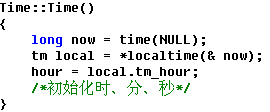 Time::Time()
{
long now = time(NULL);
tm local = *localtime(& now);
hour = local.tm_hour;
/*初始化时、分、秒*/
}